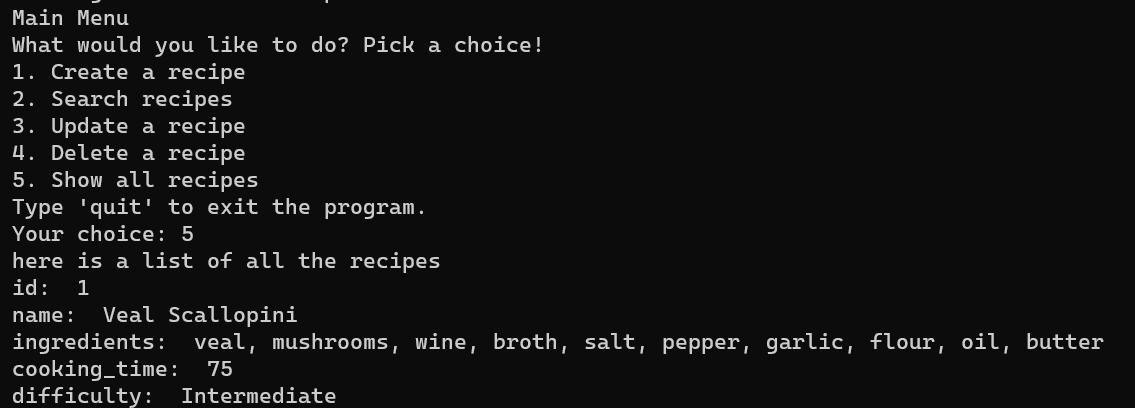 Main Menu
What would you like to do? Pick a choice!
1. Create a recipe
2. Search recipes
3. Update a recipe
4. Delete a recipe
5. Show all recipes
Type 'quit' to exit the program.
Your choice: 5
here is a list of all the recipes
id:  1
name:  Veal Scallopini
ingredients:  veal, mushrooms, wine, broth, salt, pepper, garlic, flour, oil, butter
cooking_time:  75
difficulty:  Intermediate